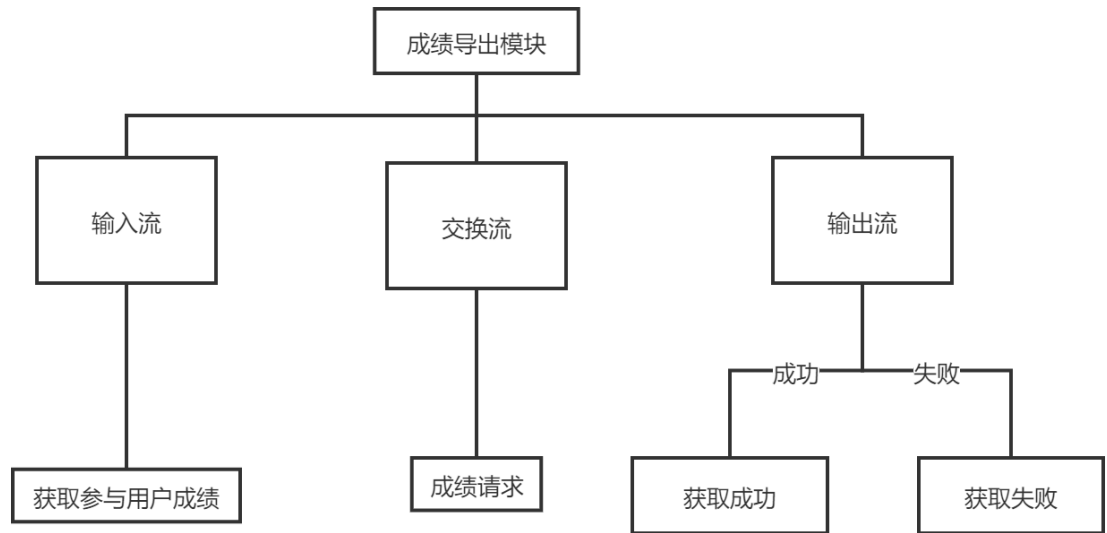 成绩导出模块
输入流
交换流
输出流
成功
失败
获取参与用户成绩
成绩请求
获取成功
获取失败